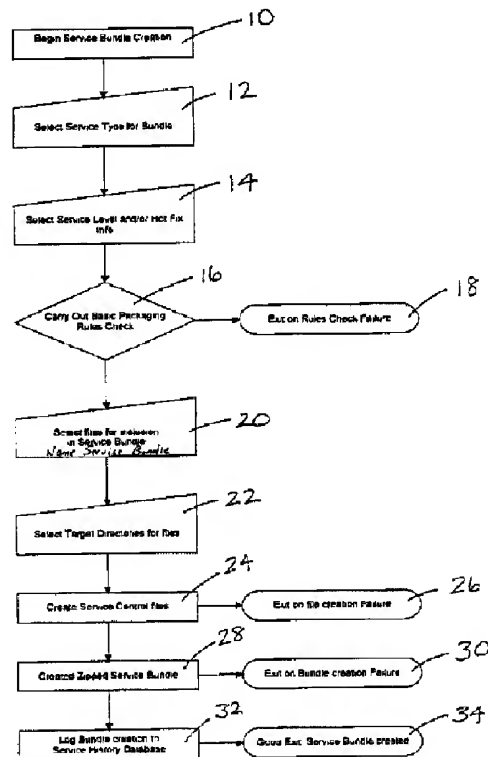 10
Begin Service Bundle Creation
12
Select Service Type for Bundle
14
Select Service Level and/or Hot Fix
Info
16
Carry Out Basic Packaging
Rules Check
18
Exit on Rules Check Failure
20
Select files for inclusion
in Service Bundle
Name Service Bundle
22
Select Target Directories for files
24
Create Service Control files
26
Exit on file creation Failure
28
Created Zipped Service Bundle
30
Exit on Bundle creation Failure
32
Log Bundle creation to
Service History Database
34
Good Exit Service Bundle created